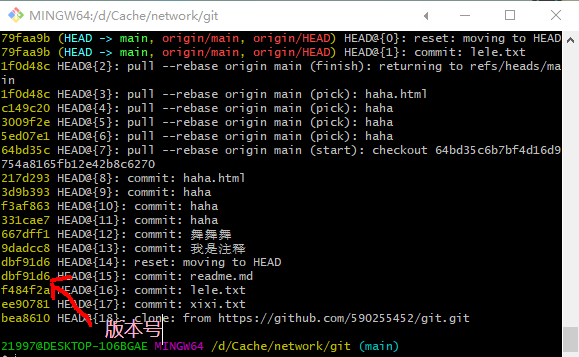 MINGW64:/d/Cache/network/git
79faa9b (HEAD -> main, origin/main, origin/HEAD) HEAD@{0}: reset: moving to HEAD
79faa9b (HEAD -> main, origin/main, origin/HEAD) HEAD@{1}: commit: lele.txt
1f0d48c HEAD@{2}: pull --rebase origin main (finish): returning to refs/heads/ma
in
1f0d48c HEAD@{3}: pull --rebase origin main (pick): haha.html
c149c20 HEAD@{4}: pull --rebase origin main (pick): haha
3009f2e HEAD@{5}: pull --rebase origin main (pick): haha
5ed07e1 HEAD@{6}: pull --rebase origin main (pick): haha
64bd35c HEAD@{7}: pull --rebase origin main (start): checkout 64bd35c6b7bf4d16d9
754a8165fb12e42b8c6270
217d293 HEAD@{8}: commit: haha.html
3d9b393 HEAD@{9}: commit: haha
f3af863 HEAD@{10}: commit: haha
331cae7 HEAD@{11}: commit: haha
667dff1 HEAD@{12}: commit: 舞舞舞
9dadcc8 HEAD@{13}: commit: 我是注释
dbf91d6 HEAD@{14}: reset: moving to HEAD
dbf91d6 HEAD@{15}: commit: readme.md
f484f2a HEAD@{16}: commit: lele.txt
ee90781 HEAD@{17}: commit: xixi.txt
bea8610 HEAD@{18}: clone: from https://github.com/590255452/git.git
版本号
21997@DESKTOP-106BGAE MINGW64 /d/Cache/network/git (main)